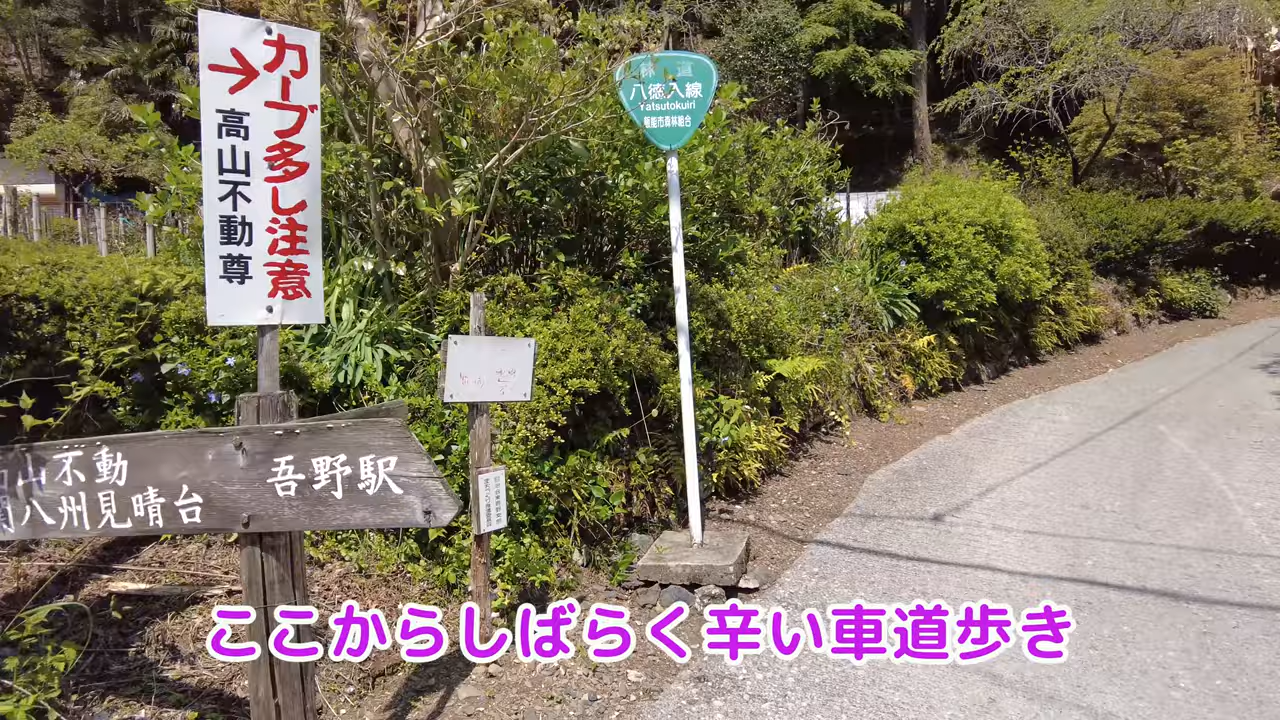 カーブ多し注意
→高山不動尊
林道
八徳入線
Yatsutokuiri
飯能市森林組合
山不動
八州見晴台
吾野駅
ここからしばらく辛い車道歩き